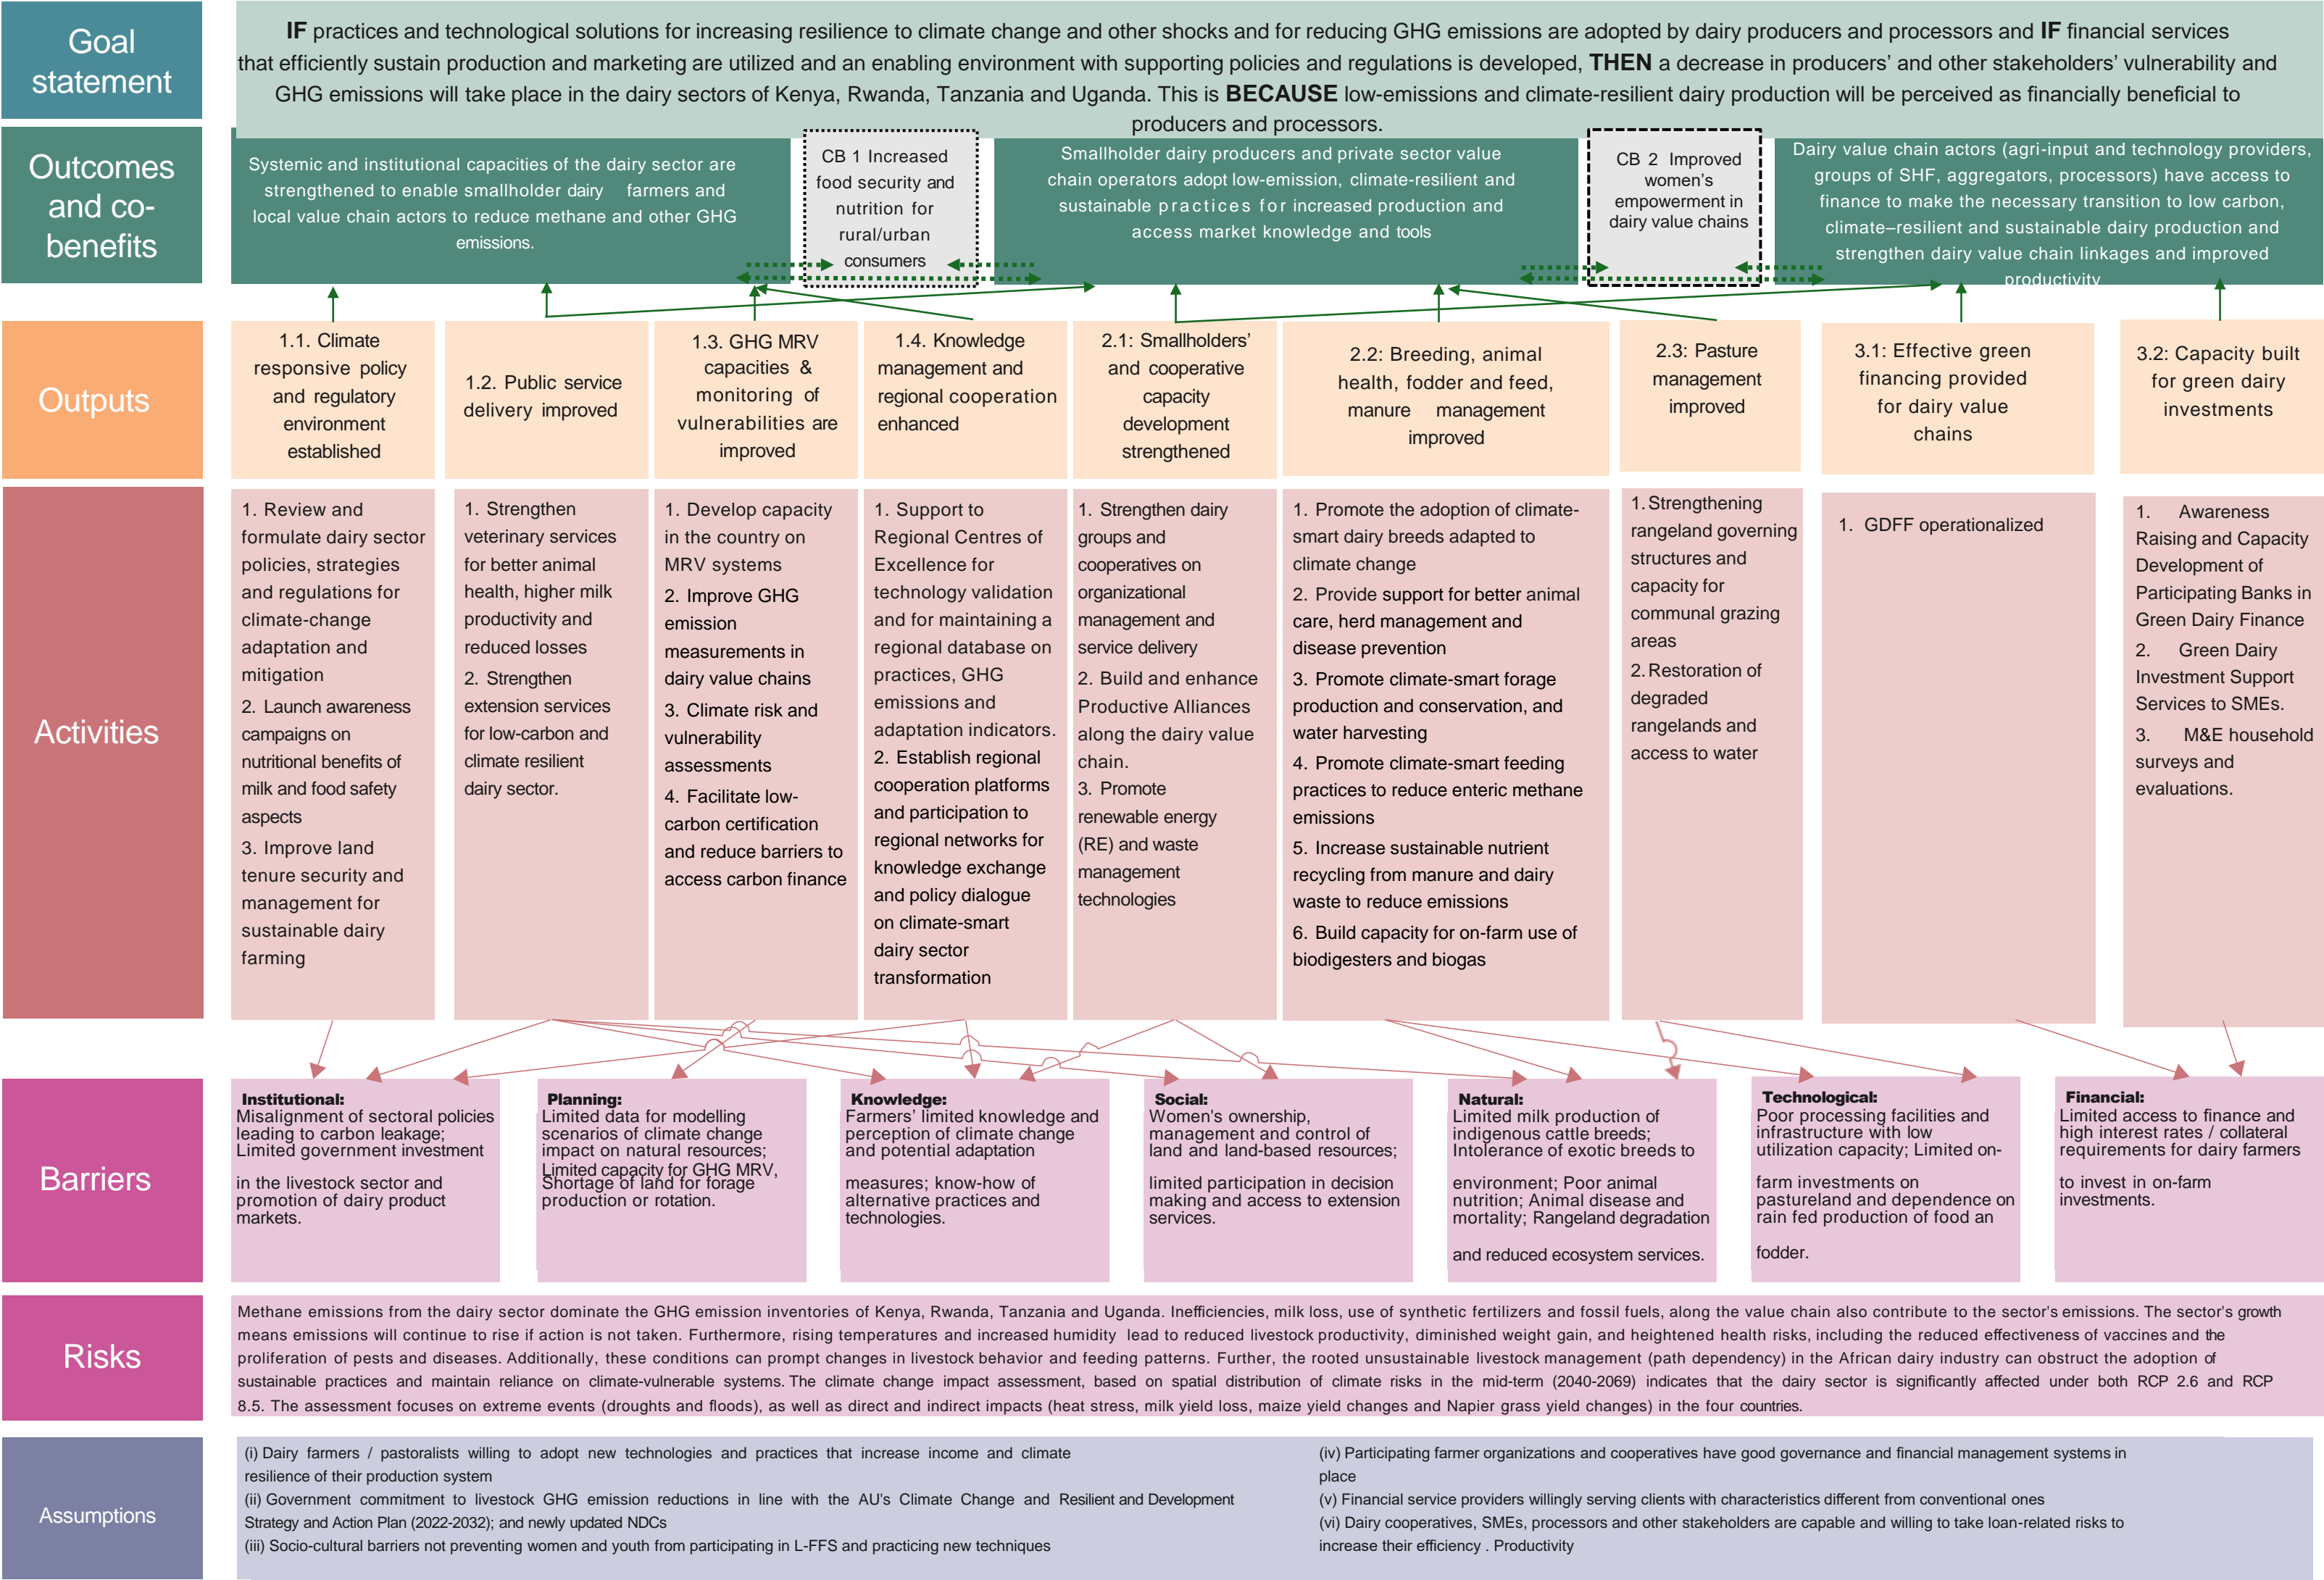 Goal
statement
IF practices and technological solutions for increasing resilience to climate change and other shocks and for reducing GHG emissions are adopted by dairy producers and processors and IF financial services
that efficiently sustain production and marketing are utilized and an enabling environment with supporting policies and regulations is developed, THEN a decrease in producers’ and other stakeholders’ vulnerability and
GHG emissions will take place in the dairy sectors of Kenya, Rwanda, Tanzania and Uganda. This is BECAUSE low-emissions and climate-resilient dairy production will be perceived as financially beneficial to
producers and processors.
Outcomes
and co-
benefits
Systemic and institutional capacities of the dairy sector are
strengthened to enable smallholder dairy farmers and
local value chain actors to reduce methane and other GHG
emissions.
CB 1 Increased
food security and
nutrition for
rural/urban
consumers
Smallholder dairy producers and private sector value
chain operators adopt low-emission, climate-resilient and
sustainable practices for increased production and
access market knowledge and tools
CB 2 Improved
women’s
empowerment in
dairy value chains
Dairy value chain actors (agri-input and technology providers,
groups of SHF, aggregators, processors) have access to
finance to make the necessary transition to low carbon,
climate–resilient and sustainable dairy production and
strengthen dairy value chain linkages and improved
productivity
Outputs
1.1. Climate
responsive policy
and regulatory
environment
established
1.2. Public service
delivery improved
1.3. GHG MRV
capacities &
monitoring of
vulnerabilities are
improved
1.4. Knowledge
management and
regional cooperation
enhanced
2.1: Smallholders’
and cooperative
capacity
development
strengthened
2.2: Breeding, animal
health, fodder and feed,
manure management
improved
2.3: Pasture
management
improved
3.1: Effective green
financing provided
for dairy value
chains
3.2: Capacity built
for green dairy
investments
Activities
1. Review and
formulate dairy sector
policies, strategies
and regulations for
climate-change
adaptation and
mitigation
2. Launch awareness
campaigns on
nutritional benefits of
milk and food safety
aspects
3. Improve land
tenure security and
management for
sustainable dairy
farming
1. Strengthen
veterinary services
for better animal
health, higher milk
productivity and
reduced losses
2. Strengthen
extension services
for low-carbon and
climate resilient
dairy sector.
1. Develop capacity
in the country on
MRV systems
2. Improve GHG
emission
measurements in
dairy value chains
3. Climate risk and
vulnerability
assessments
4. Facilitate low-
carbon certification
and reduce barriers to
access carbon finance
1. Support to
Regional Centres of
Excellence for
technology validation
and for maintaining a
regional database on
practices, GHG
emissions and
adaptation indicators.
2. Establish regional
cooperation platforms
and participation to
regional networks for
knowledge exchange
and policy dialogue
on climate-smart
dairy sector
transformation
1. Strengthen dairy
groups and
cooperatives on
organizational
management and
service delivery
2. Build and enhance
Productive Alliances
along the dairy value
chain.
3. Promote
renewable energy
(RE) and waste
management
technologies
1. Promote the adoption of climate-
smart dairy breeds adapted to
climate change
2. Provide support for better animal
care, herd management and
disease prevention
3. Promote climate-smart forage
production and conservation, and
water harvesting
4. Promote climate-smart feeding
practices to reduce enteric methane
emissions
5. Increase sustainable nutrient
recycling from manure and dairy
waste to reduce emissions
6. Build capacity for on-farm use of
biodigesters and biogas
1. Strengthening
rangeland governing
structures and
capacity for
communal grazing
areas
2. Restoration of
degraded
rangelands and
access to water
1. GDFF operationalized
1. Awareness
Raising and Capacity
Development of
Participating Banks in
Green Dairy Finance
2. Green Dairy
Investment Support
Services to SMEs.
3. M&E household
surveys and
evaluations.
Barriers
Institutional:
Misalignment of sectoral policies
leading to carbon leakage;
Limited government investment
in the livestock sector and
promotion of dairy product
markets.
Planning:
Limited data for modelling
scenarios of climate change
impact on natural resources;
Limited capacity for GHG MRV,
Shortage of land for forage
production or rotation.
Knowledge:
Farmers’ limited knowledge and
perception of climate change
and potential adaptation
measures; know-how of
alternative practices and
technologies.
Social:
Women's ownership,
management and control of
land and land-based resources;
limited participation in decision
making and access to extension
services.
Natural:
Limited milk production of
indigenous cattle breeds;
Intolerance of exotic breeds to
environment; Poor animal
nutrition; Animal disease and
mortality; Rangeland degradation
and reduced ecosystem services.
Technological:
Poor processing facilities and
infrastructure with low
utilization capacity; Limited on-
farm investments on
pastureland and dependence on
rain fed production of food an
fodder.
Financial:
Limited access to finance and
high interest rates / collateral
requirements for dairy farmers
to invest in on-farm
investments.
Risks
Methane emissions from the dairy sector dominate the GHG emission inventories of Kenya, Rwanda, Tanzania and Uganda. Inefficiencies, milk loss, use of synthetic fertilizers and fossil fuels, along the value chain also contribute to the sector's emissions. The sector's growth
means emissions will continue to rise if action is not taken. Furthermore, rising temperatures and increased humidity lead to reduced livestock productivity, diminished weight gain, and heightened health risks, including the reduced effectiveness of vaccines and the
proliferation of pests and diseases. Additionally, these conditions can prompt changes in livestock behavior and feeding patterns. Further, the rooted unsustainable livestock management (path dependency) in the African dairy industry can obstruct the adoption of
sustainable practices and maintain reliance on climate-vulnerable systems. The climate change impact assessment, based on spatial distribution of climate risks in the mid-term (2040-2069) indicates that the dairy sector is significantly affected under both RCP 2.6 and RCP
8.5. The assessment focuses on extreme events (droughts and floods), as well as direct and indirect impacts (heat stress, milk yield loss, maize yield changes and Napier grass yield changes) in the four countries.
Assumptions
(i) Dairy farmers / pastoralists willing to adopt new technologies and practices that increase income and climate
resilience of their production system
(ii) Government commitment to livestock GHG emission reductions in line with the AU's Climate Change and Resilient and Development
Strategy and Action Plan (2022-2032); and newly updated NDCs
(iii) Socio-cultural barriers not preventing women and youth from participating in L-FFS and practicing new techniques
(iv) Participating farmer organizations and cooperatives have good governance and financial management systems in
place
(v) Financial service providers willingly serving clients with characteristics different from conventional ones
(vi) Dairy cooperatives, SMEs, processors and other stakeholders are capable and willing to take loan-related risks to
increase their efficiency . Productivity